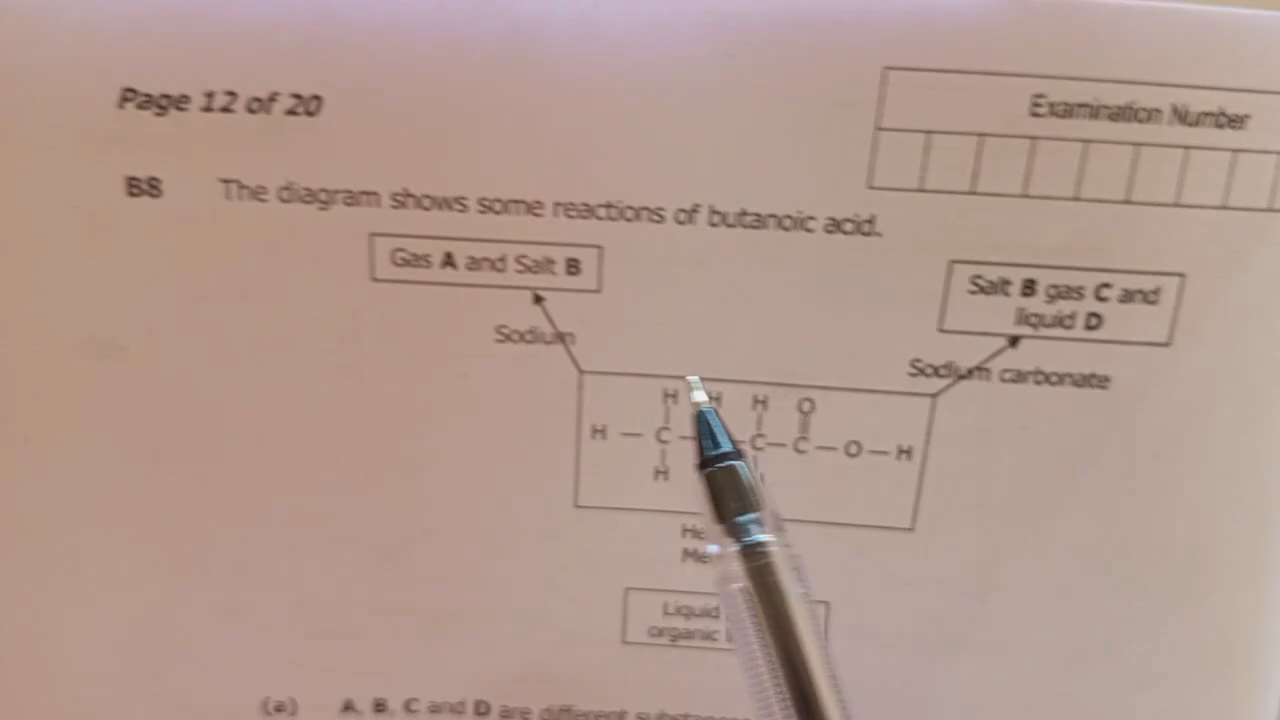 Page 12 of 20
Examination Number
B8 The diagram shows some reactions of butanoic acid.
Gas A and Salt B
Salt B gas C and
liquid D
Sodium
Sodium carbonate
H H H O
H — C — C — C — O — H
H
Liquid
organic
(a) A, B, C and D are different